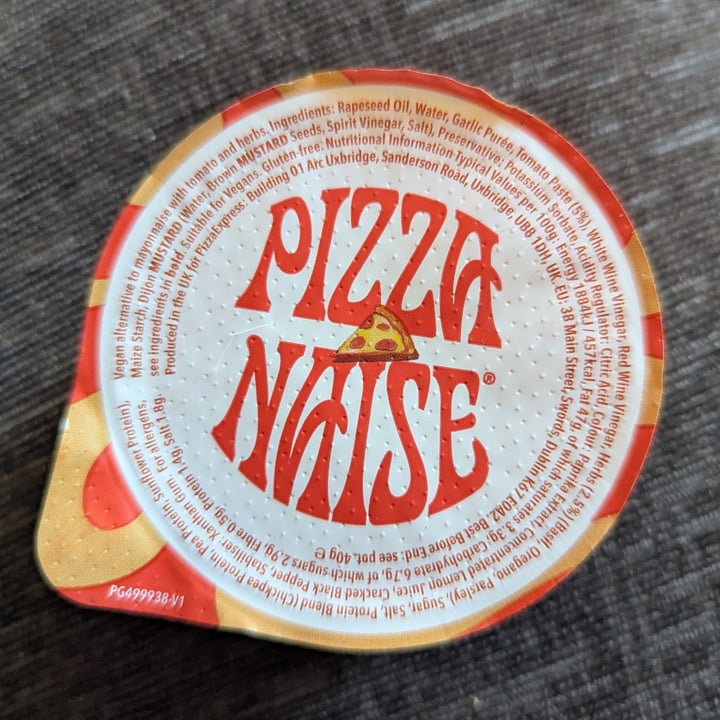 PIZZA
NAISE®
Vegan alternative to mayonnaise with tomato and herbs. Ingredients: Rapeseed Oil, Water, Garlic Purée, Tomato Paste (5%), White Wine Vinegar, Red Wine Vinegar, Herbs (2.5%) (Basil, Oregano, Parsley), Sugar, Salt, Protein Blend (Chickpea Protein, Pea Protein, Sunflower Protein),
Maize Starch, Dijon MUSTARD (Water, Brown MUSTARD Seeds, Spirit Vinegar, Salt), Preservative: Potassium Sorbate, Acidity Regulator: Citric Acid, Colour: Paprika Extract, Concentrated Lemon Juice, Cracked Black Pepper, Stabiliser: Xanthan Gum. For allergens,
see ingredients in bold. Suitable for Vegans. Gluten-free. Nutritional Information Typical Values per 100g: Energy 1884kJ/457kcal, Fat 47g of which saturates 3.3g, Carbohydrate 6.7g, of which sugars 2.9g, Fibre 0.5g, Protein 1.4g, Salt 1.8g.
Produced in the UK for PizzaExpress: Building 01 Arc Uxbridge, Sanderson Road, Uxbridge, UB8 1DH, UK. EU: 38 Main Street, Swords, Dublin K67 E0A2. Best Before End: see pot. 40g ℮
PG499938-V1